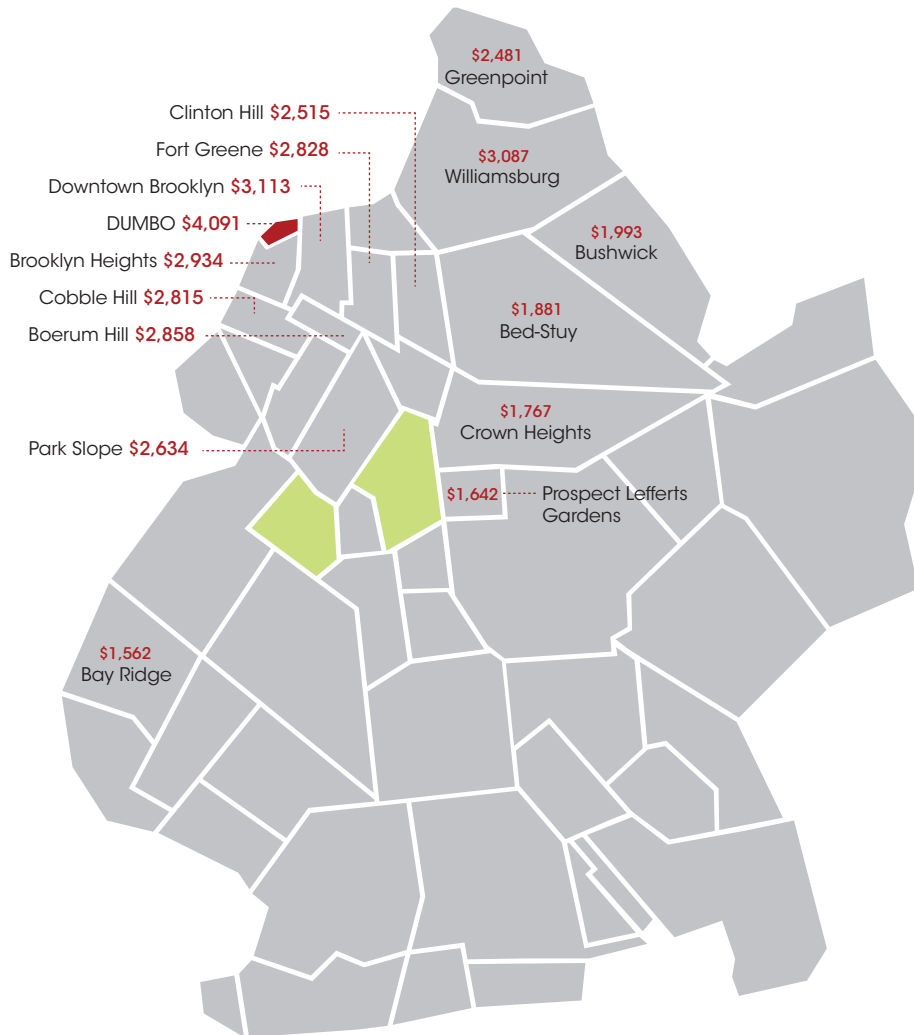 $2,481
Greenpoint
Clinton Hill $2,515
Fort Greene $2,828
$3,087
Williamsburg
Downtown Brooklyn $3,113
DUMBO $4,091
$1,993
Bushwick
Brooklyn Heights $2,934
Cobble Hill $2,815
$1,881
Bed-Stuy
Boerum Hill $2,858
$1,767
Crown Heights
Park Slope $2,634
$1,642 Prospect Lefferts
Gardens
$1,562
Bay Ridge